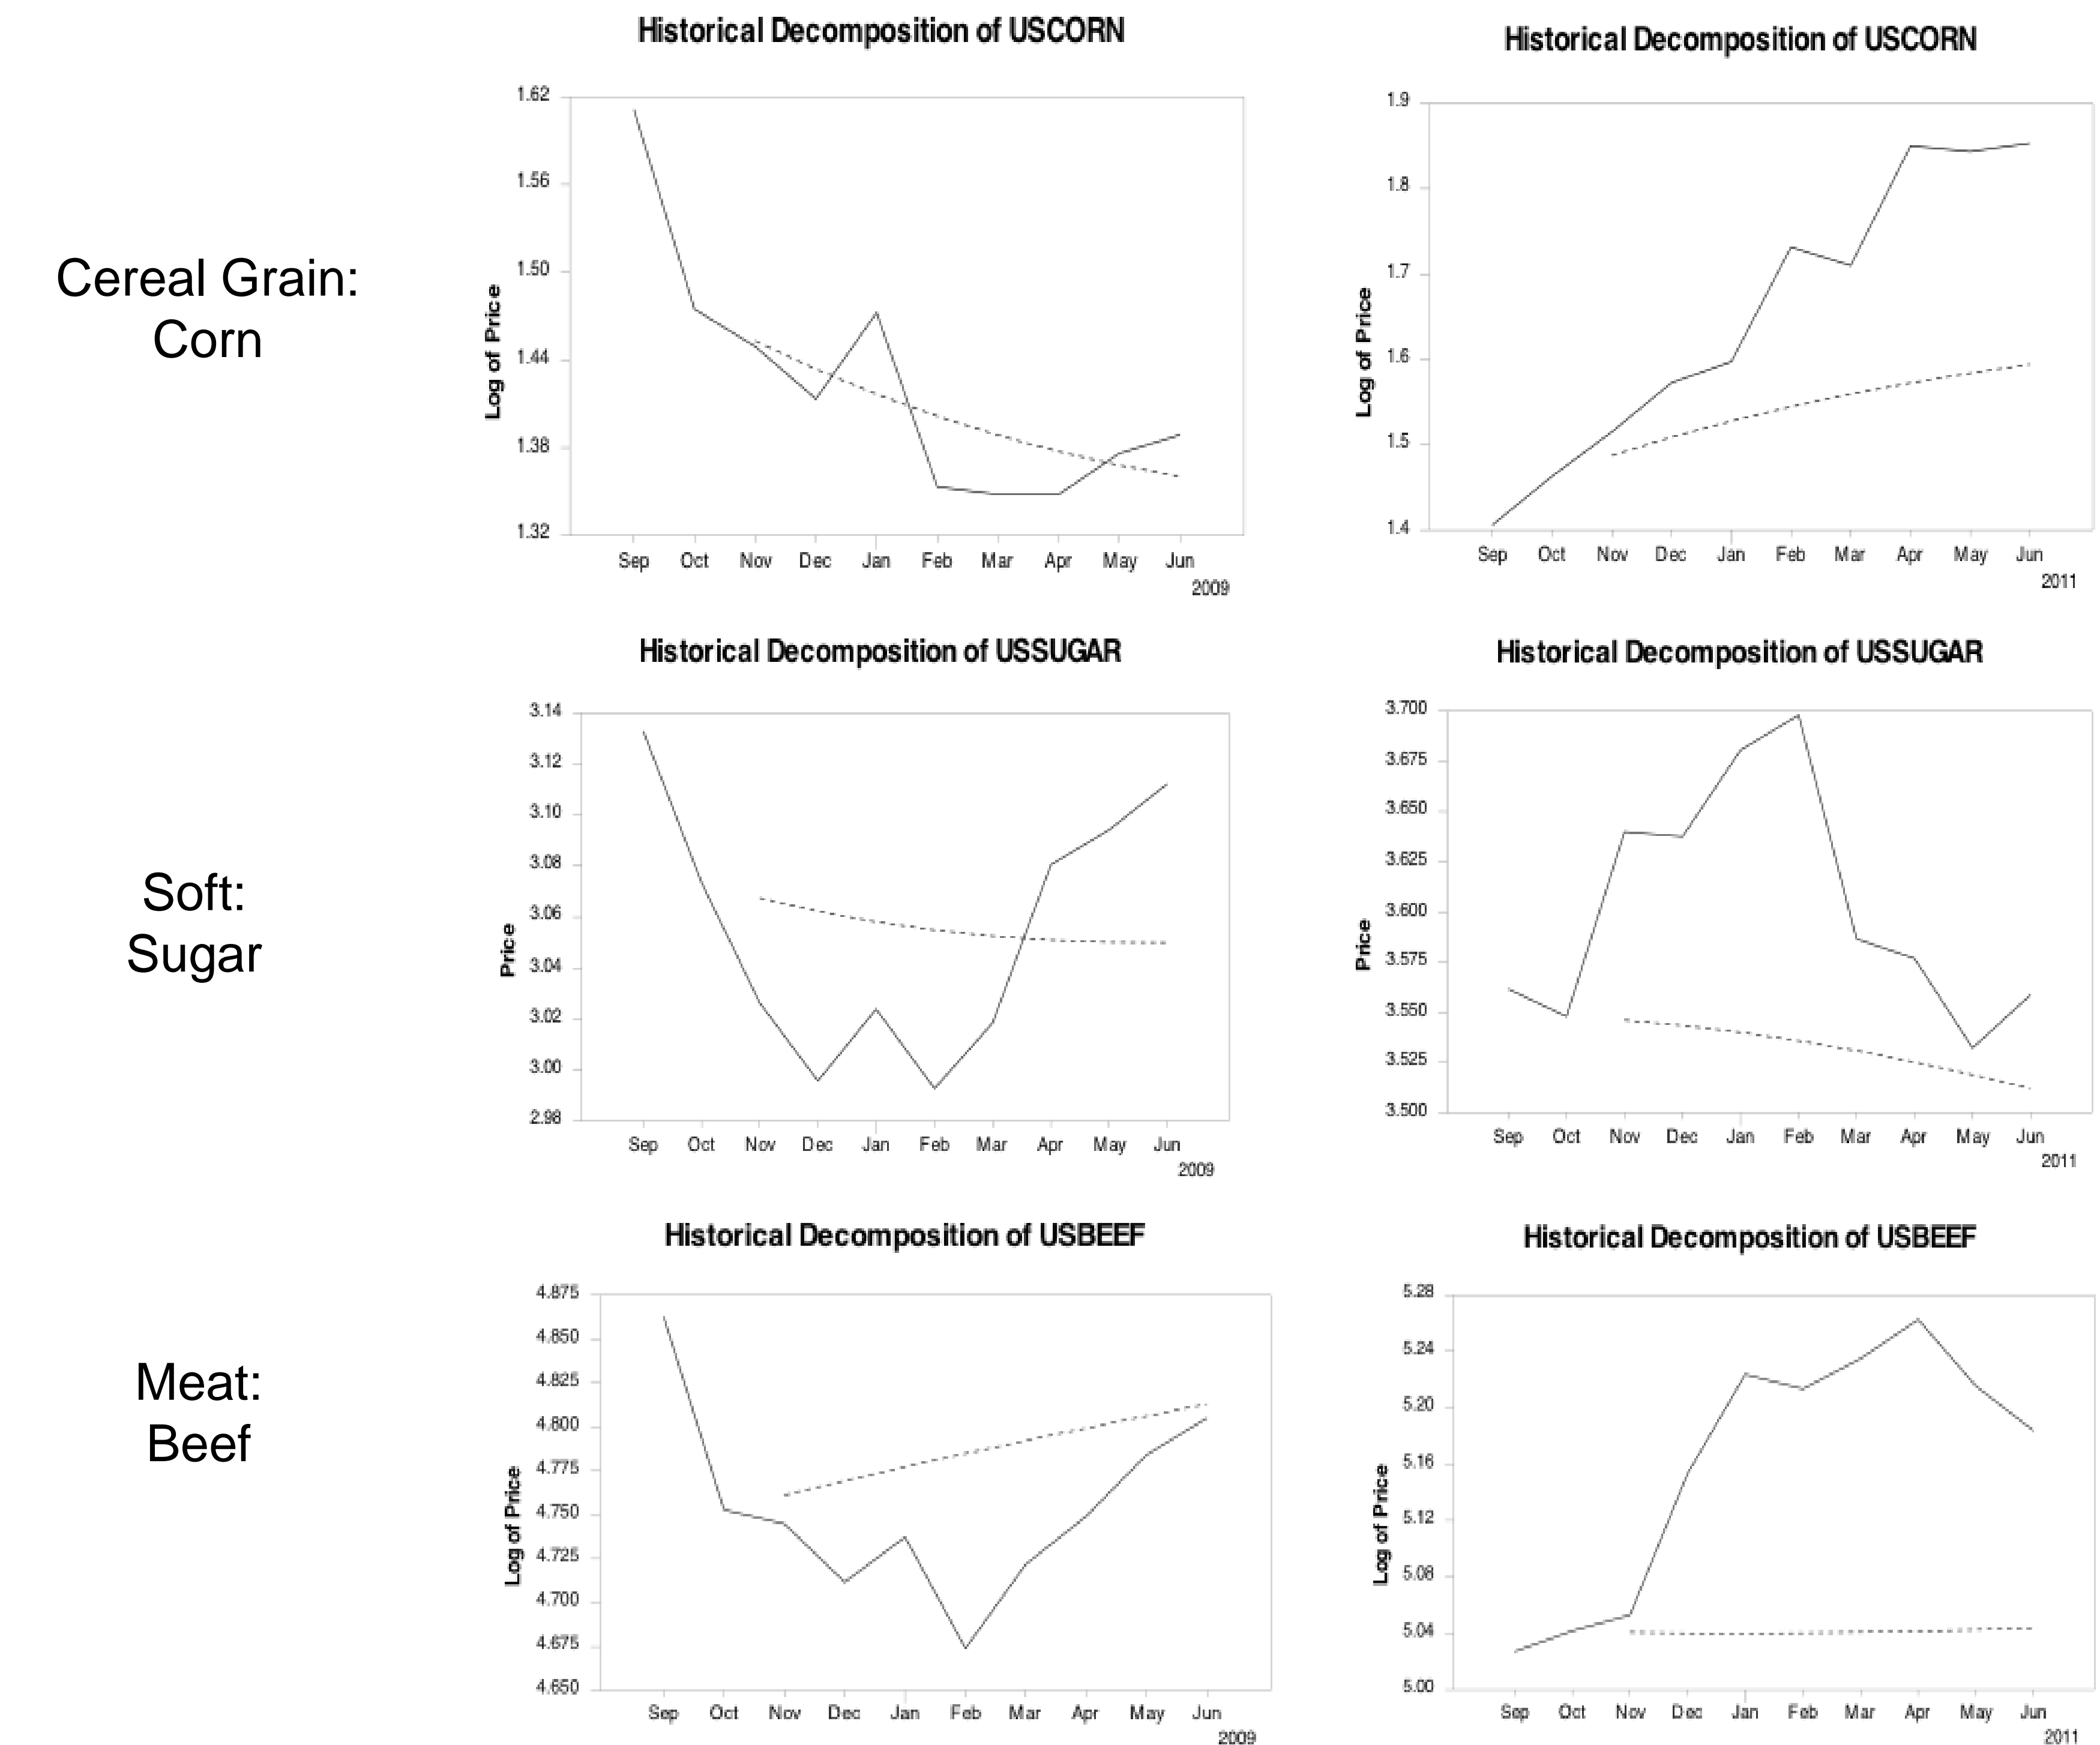 Historical Decomposition of USCORN
Historical Decomposition of USCORN
Cereal Grain:
Corn
Log of Price
1.62
1.56
1.50
1.44
1.38
1.32
Sep Oct Nov Dec Jan Feb Mar Apr May Jun
2009
Log of Price
1.9
1.8
1.7
1.6
1.5
1.4
Sep Oct Nov Dec Jan Feb Mar Apr May Jun
2011
Historical Decomposition of USSUGAR
Historical Decomposition of USSUGAR
Soft:
Sugar
Price
3.14
3.12
3.10
3.08
3.06
3.04
3.02
3.00
2.98
Sep Oct Nov Dec Jan Feb Mar Apr May Jun
2009
Price
3.700
3.675
3.650
3.625
3.600
3.575
3.550
3.525
3.500
Sep Oct Nov Dec Jan Feb Mar Apr May Jun
2011
Historical Decomposition of USBEEF
Historical Decomposition of USBEEF
Meat:
Beef
Log of Price
4.875
4.850
4.825
4.800
4.775
4.750
4.725
4.700
4.675
4.650
Sep Oct Nov Dec Jan Feb Mar Apr May Jun
2009
Log of Price
5.28
5.24
5.20
5.16
5.12
5.08
5.04
5.00
Sep Oct Nov Dec Jan Feb Mar Apr May Jun
2011